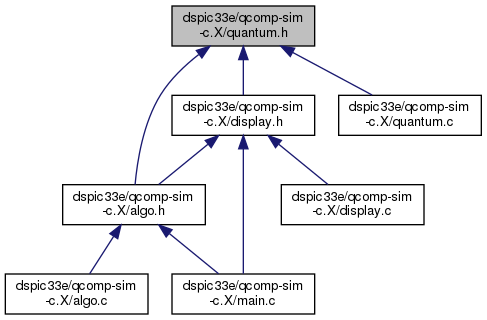 dspic33e/qcomp-sim
-c.X/quantum.h
dspic33e/qcomp-sim
-c.X/display.h
dspic33e/qcomp-sim
-c.X/quantum.c
dspic33e/qcomp-sim
-c.X/algo.h
dspic33e/qcomp-sim
-c.X/display.c
dspic33e/qcomp-sim
-c.X/algo.c
dspic33e/qcomp-sim
-c.X/main.c